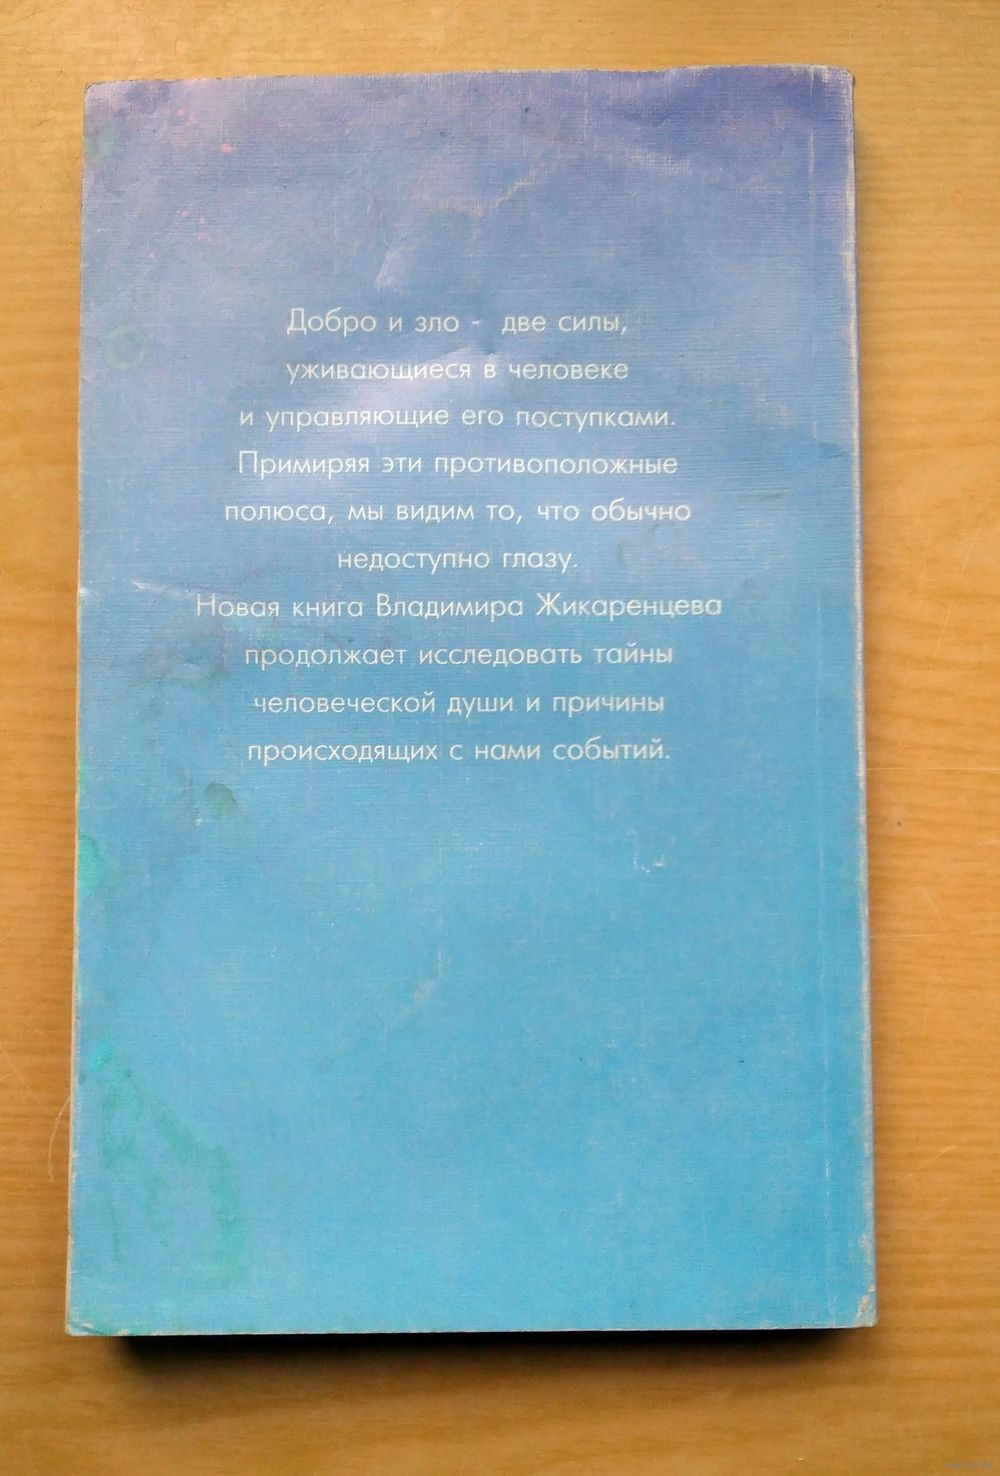 Добро и зло - две силы,
уживающиеся в человеке
и управляющие его поступками.
Примиряя эти противоположные
полюса, мы видим то, что обычно
недоступно глазу.
Новая книга Владимира Жикаренцева
продолжает исследовать тайны
человеческой души и причины
происходящих с нами событий.